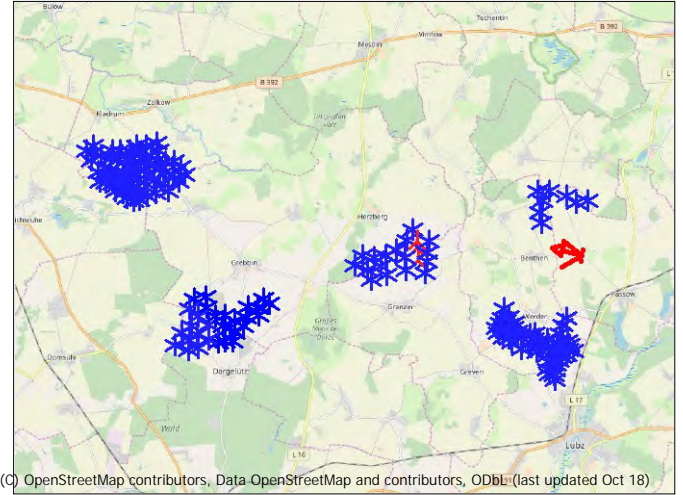 Bülow
Techentin
B 392
Vimfow
Mestlin
L
B 392
Zölkow
Kladrum
Herzberg
Grebbin
Benthen
Passow
Granzin
Werder
Domsühl
Dargelütz
Greven
L 17
Wald
Lübz
L 16
(C) OpenStreetMap contributors, Data OpenStreetMap and contributors, ODbL (last updated Oct 18)